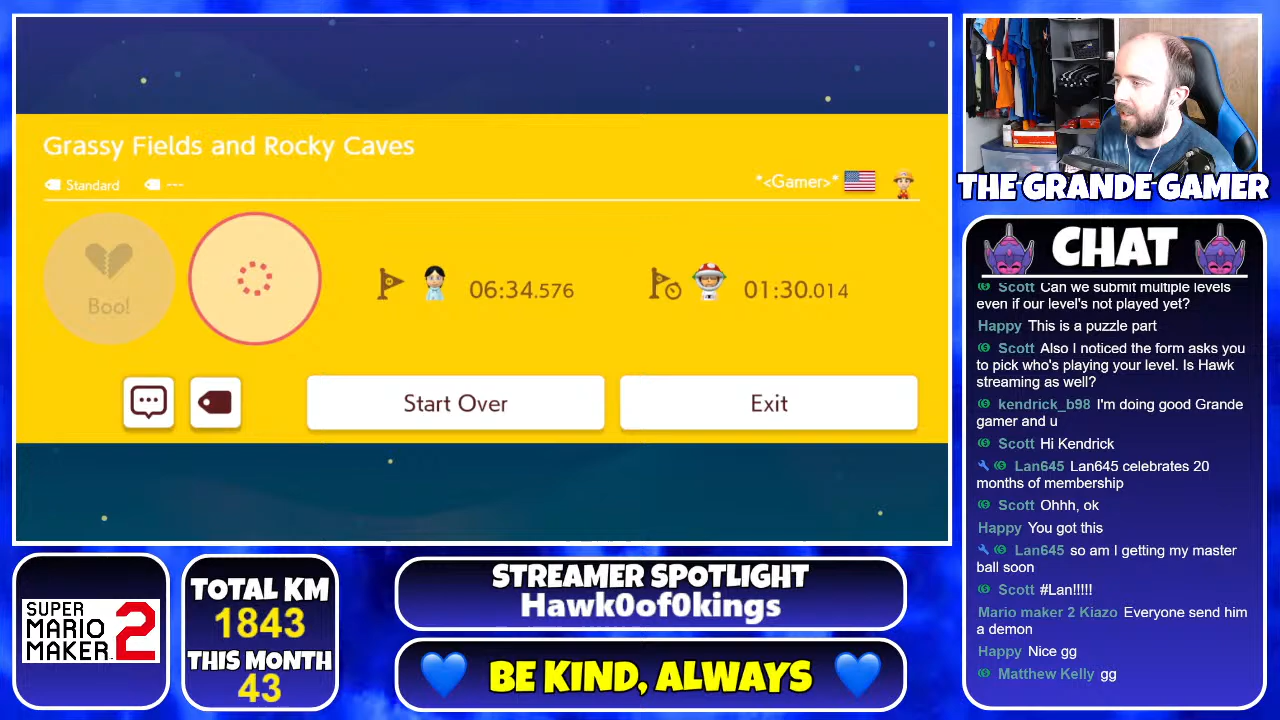 Grassy Fields and Rocky Caves
Standard
---
*<Gamer>*
Boo!
06:34.576
01:30.014
Start Over
Exit
THE GRANDE GAMER
CHAT
Scott Can we submit multiple levels
even if our level's not played yet?
Happy This is a puzzle part
Scott Also I noticed the form asks you
to pick who's playing your level. Is Hawk
streaming as well?
kendrick_b98 I'm doing good Grande
gamer and u
Scott Hi Kendrick
Lan645 Lan645 celebrates 20
months of membership
Scott Ohhh, ok
Happy You got this
Lan645 so am I getting my master
ball soon
Scott #Lan!!!!!
Mario maker 2 Kiazo Everyone send him
a demon
Happy Nice gg
Matthew Kelly gg
SUPER
MARIO
MAKER 2
TOTAL KM
1843
THIS MONTH
43
STREAMER SPOTLIGHT
Hawk0of0kings
BE KIND, ALWAYS